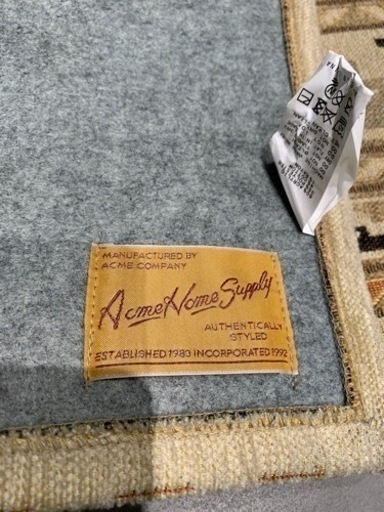 MANUFACTURED BY
ACME COMPANY
Acme Home Supply
AUTHENTICALLY
STYLED
ESTABLISHED 1983 INCORPORATED 1992